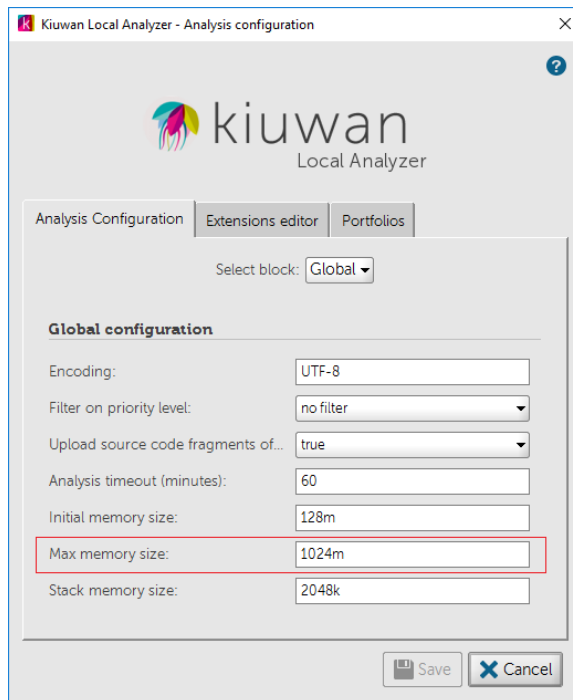 Kiuwan Local Analyzer - Analysis configuration
?
kiuwan
Local Analyzer
Analysis Configuration
Extensions editor
Portfolios
Select block: Global
Global configuration
Encoding: UTF-8
Filter on priority level: no filter
Upload source code fragments of... true
Analysis timeout (minutes): 60
Initial memory size: 128m
Max memory size: 1024m
Stack memory size: 2048k
Save
Cancel